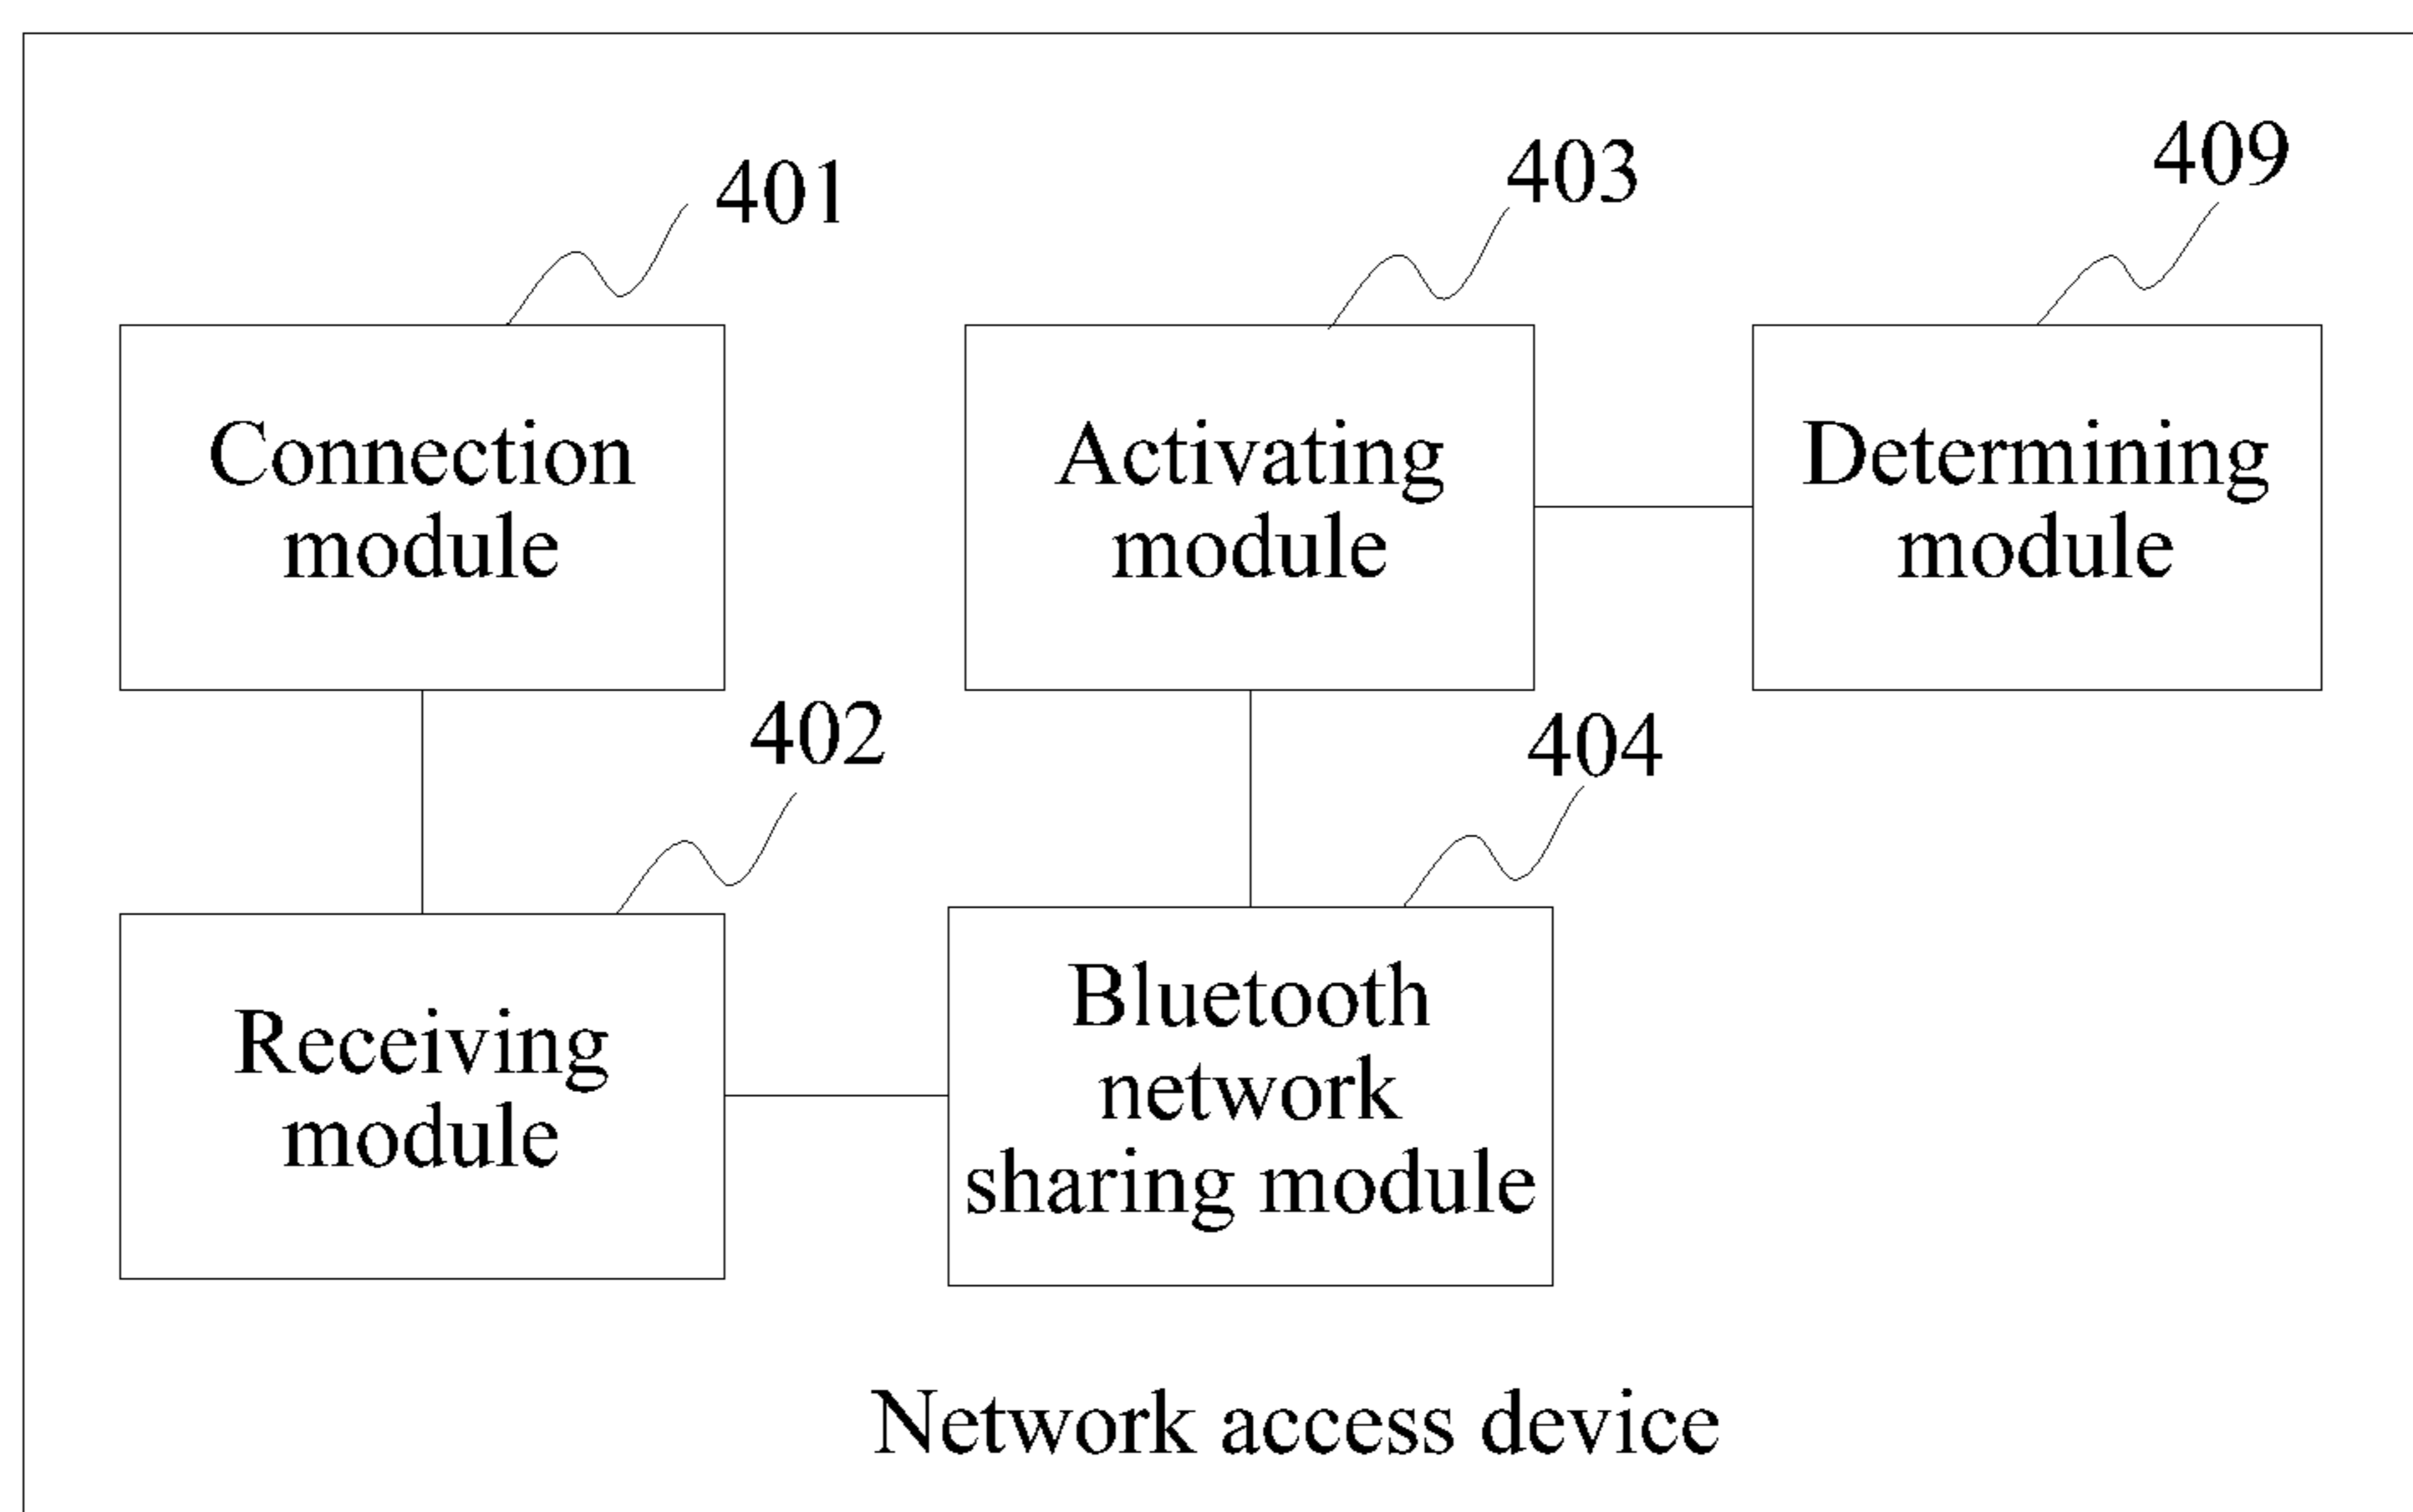 401
403
409
Connection
module
Activating
module
Determining
module
402
404
Receiving
module
Bluetooth
network
sharing module
Network access device